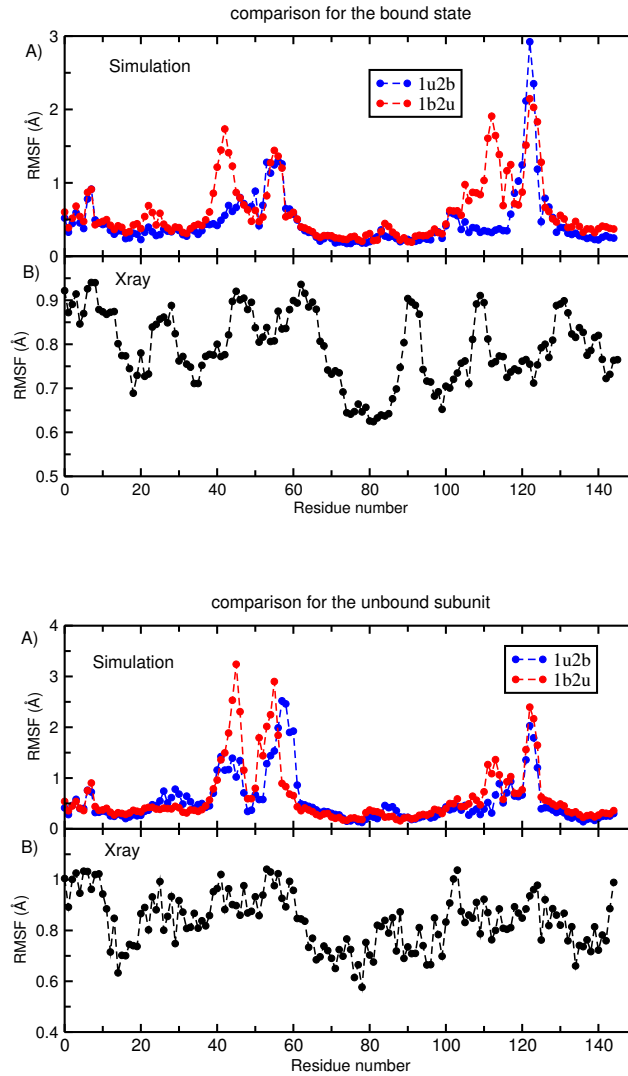 comparison for the bound state
A)
3
Simulation
1u2b
1b2u
2
RMSF (Å)
1
0
B)
Xray
0.9
0.8
RMSF (Å)
0.7
0.6
0.5
0 20 40 60 80 100 120 140
Residue number
comparison for the unbound subunit
A)
4
Simulation
1u2b
1b2u
3
RMSF (Å)
2
1
0
B)
Xray
1
RMSF (Å)
0.8
0.6
0.4
0 20 40 60 80 100 120 140
Residue number